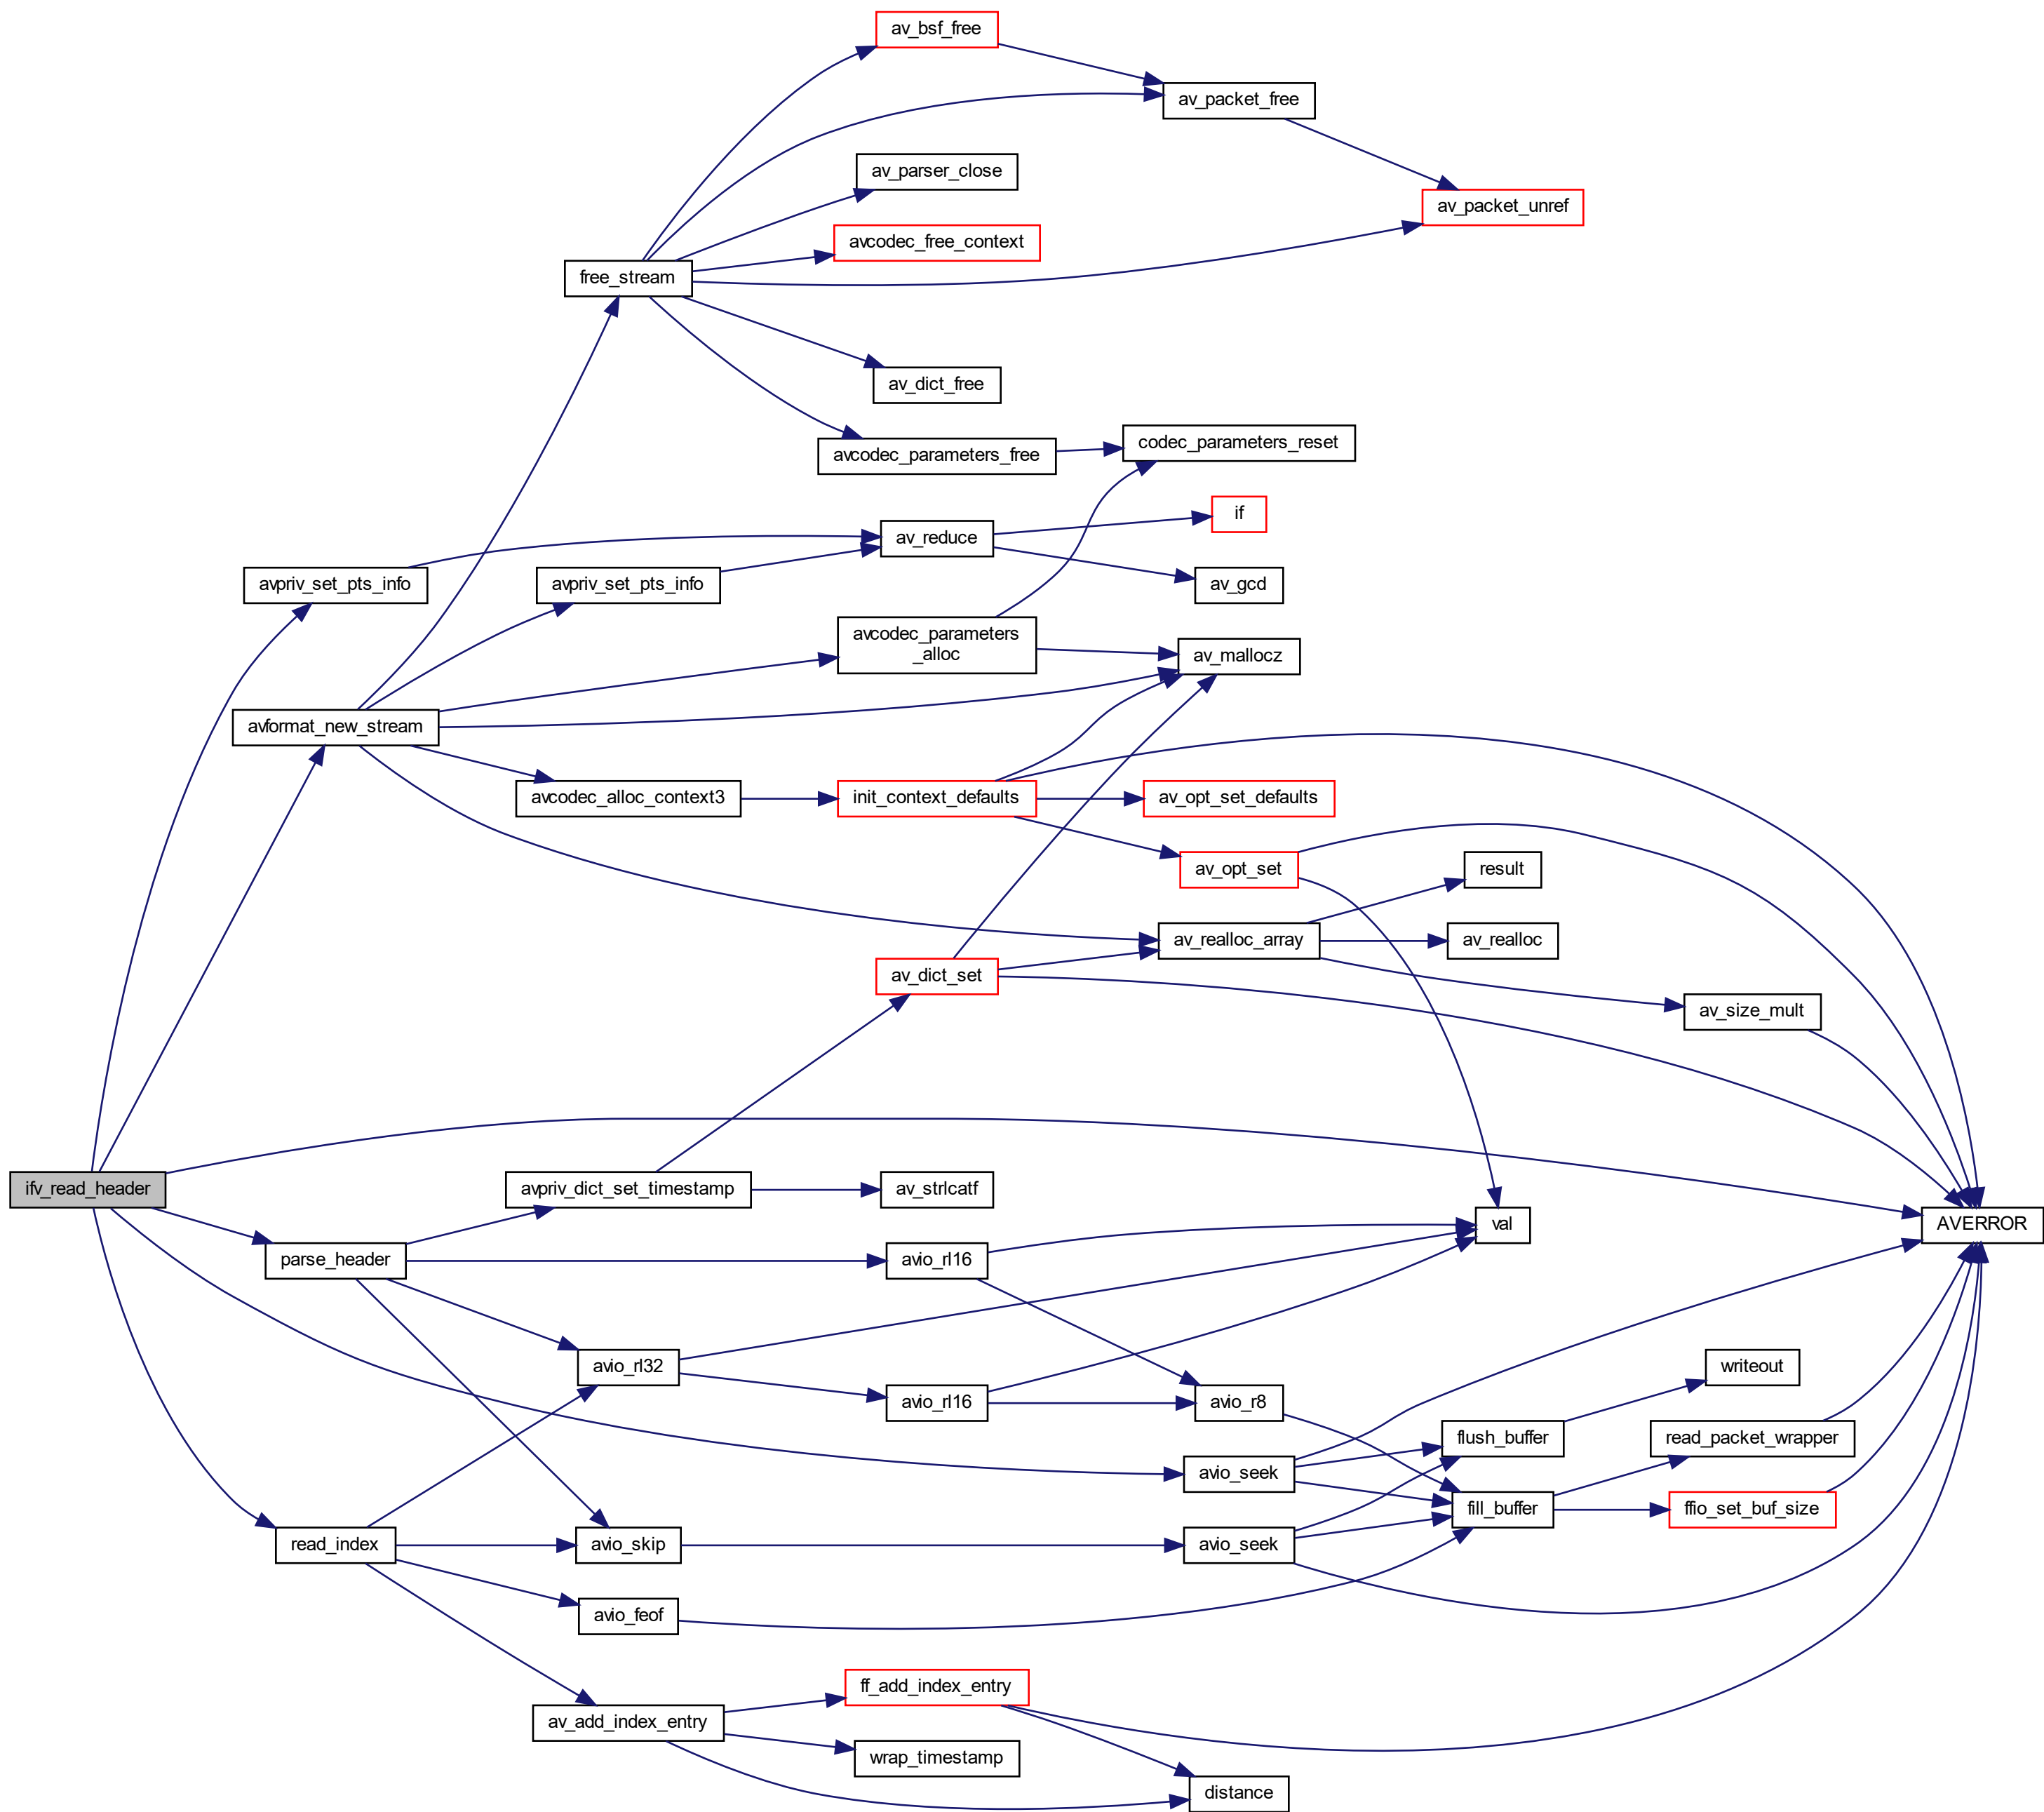 av_bsf_free
av_packet_free
av_parser_close
av_packet_unref
avcodec_free_context
free_stream
av_dict_free
codec_parameters_reset
avcodec_parameters_free
if
av_reduce
avpriv_set_pts_info
avpriv_set_pts_info
av_gcd
avcodec_parameters
_alloc
av_mallocz
avformat_new_stream
avcodec_alloc_context3
init_context_defaults
av_opt_set_defaults
av_opt_set
result
av_realloc_array
av_realloc
av_dict_set
av_size_mult
ifv_read_header
avpriv_dict_set_timestamp
av_strlcatf
val
AVERROR
parse_header
avio_rl16
avio_rl32
writeout
avio_rl16
avio_r8
flush_buffer
read_packet_wrapper
avio_seek
fill_buffer
ffio_set_buf_size
read_index
avio_skip
avio_seek
avio_feof
ff_add_index_entry
av_add_index_entry
wrap_timestamp
distance